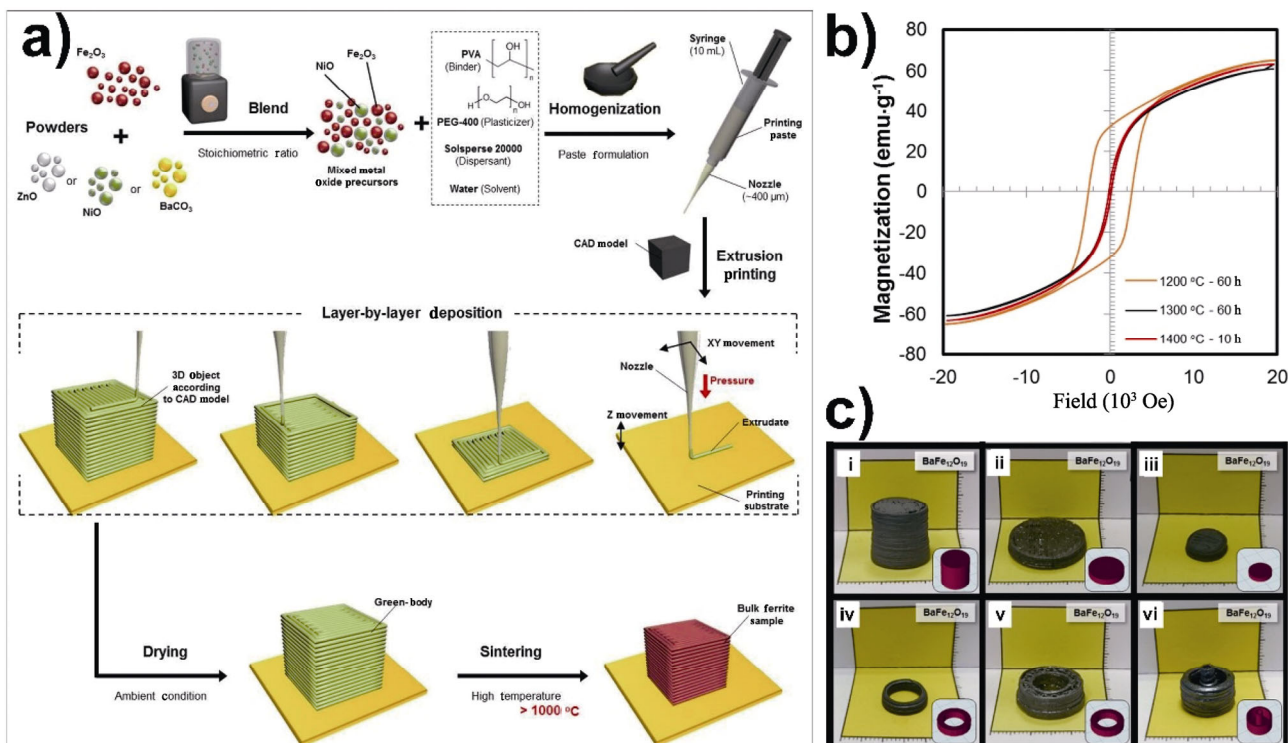 a)
Fe2O3
Powders
+
ZnO
or
NiO
or
BaCO3
Blend
Stoichiometric ratio
NiO
Fe2O3
Mixed metal
oxide precursors
+
PVA
(Binder)
OH
n
H
O
n
OH
PEG-400 (Plasticizer)
Solsperse 20000
(Dispersant)
Water (Solvent)
Homogenization
Paste formulation
Syringe
(10 mL)
Printing
paste
Nozzle
(~400 µm)
CAD model
Extrusion
printing
Layer-by-layer deposition
3D object
according
to CAD model
Nozzle
XY movement
Pressure
Z movement
Extrudate
Printing
substrate
Drying
Ambient condition
Green-body
Sintering
High temperature
> 1000 °C
Bulk ferrite
sample
b)
Magnetization (emu·g-1)
80
60
40
20
0
-20
-40
-60
-80
1200 °C - 60 h
1300 °C - 60 h
1400 °C - 10 h
-20
-10
0
10
20
Field (10³ Oe)
c)
i
BaFe12O19
ii
BaFe12O19
iii
BaFe12O19
iv
BaFe12O19
v
BaFe12O19
vi
BaFe12O19